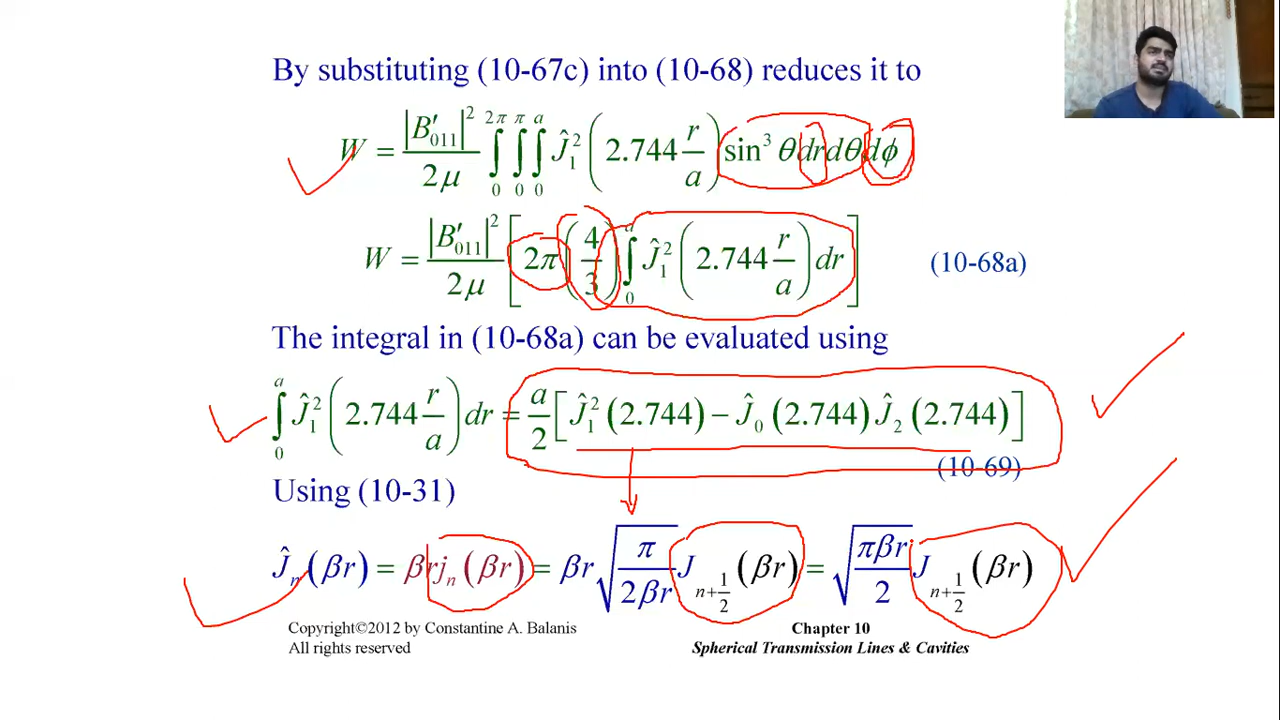 By substituting (10-67c) into (10-68) reduces it to
W = |B′₀₁₁|² / 2μ ∫₀^2π ∫₀^π ∫₀^a Ĵ₁² (2.744 r/a) sin³ θ dr dθ dϕ
W = |B′₀₁₁|² / 2μ [ 2π (4/3) ∫₀^a Ĵ₁² (2.744 r/a) dr ] (10-68a)
The integral in (10-68a) can be evaluated using
∫₀^a Ĵ₁² (2.744 r/a) dr = a/2 [ Ĵ₁² (2.744) − Ĵ₀ (2.744) Ĵ₂ (2.744) ]
(10-69)
Using (10-31)
Ĵₙ (βr) = βr jₙ (βr) = βr √(π / 2βr) J_{n+1/2} (βr) = √(πβr / 2) J_{n+1/2} (βr)
Copyright©2012 by Constantine A. Balanis
All rights reserved
Chapter 10
Spherical Transmission Lines & Cavities